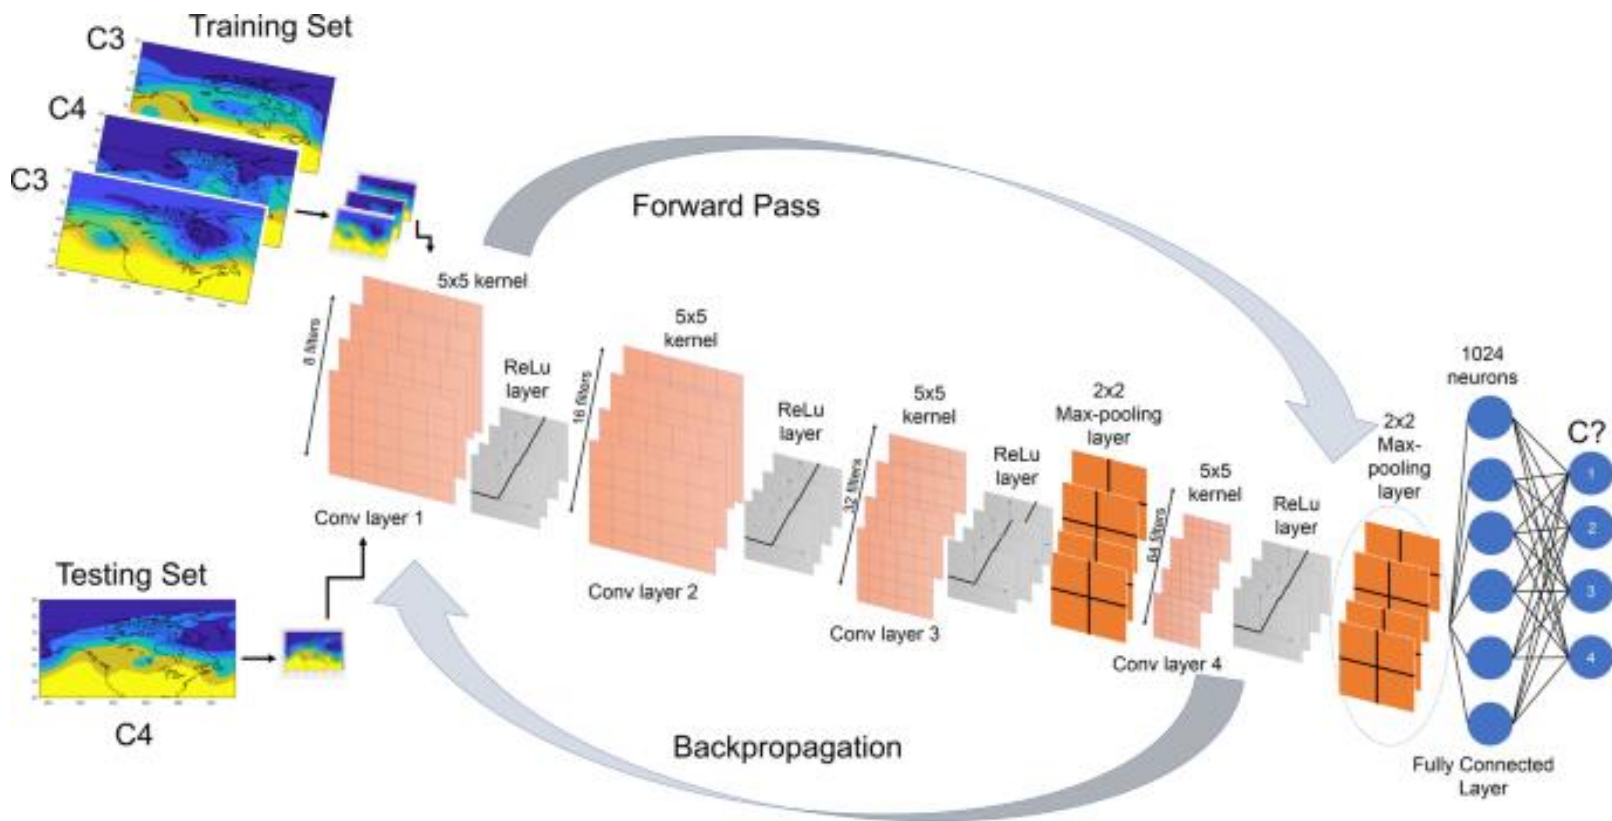 Training Set
C3
C4
C3
Forward Pass
5x5 kernel
8 filters
ReLu
layer
Conv layer 1
5x5
kernel
16 filters
ReLu
layer
Conv layer 2
5x5
kernel
32 filters
ReLu
layer
Conv layer 3
2x2
Max-pooling
layer
5x5
kernel
64 filters
ReLu
layer
Conv layer 4
2x2
Max-
pooling
layer
1024
neurons
C?
1
2
3
4
Fully Connected
Layer
Testing Set
C4
Backpropagation